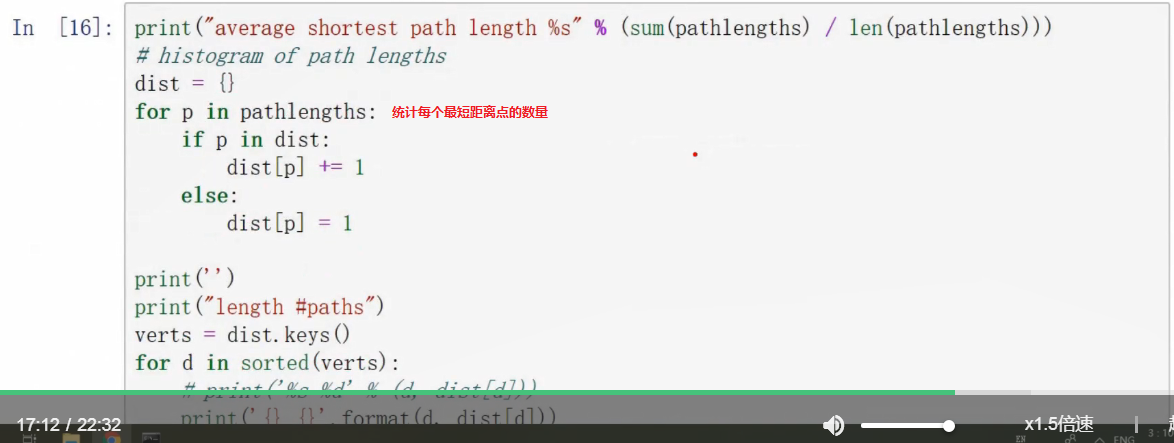 In [16]: print("average shortest path length %s" % (sum(pathlengths) / len(pathlengths)))
# histogram of path lengths
dist = {}
for p in pathlengths: 统计每个最短距离点的数量
if p in dist:
dist[p] += 1
else:
dist[p] = 1
print('')
print("length #paths")
verts = dist.keys()
for d in sorted(verts):
# print('%s %d' % (d, dist[d]))
print('{} {}'.format(d, dist[d]))
17:12 / 22:32 x1.5倍速
ENG